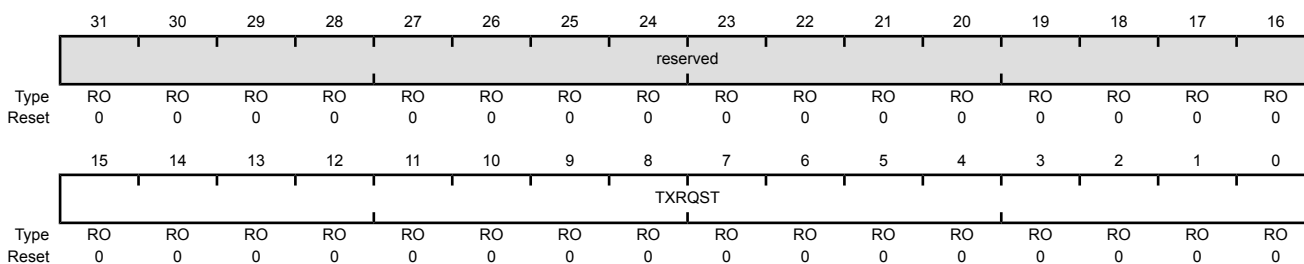 31 30 29 28 27 26 25 24 23 22 21 20 19 18 17 16
reserved
Type RO RO RO RO RO RO RO RO RO RO RO RO RO RO RO RO
Reset 0 0 0 0 0 0 0 0 0 0 0 0 0 0 0 0
15 14 13 12 11 10 9 8 7 6 5 4 3 2 1 0
TXRQST
Type RO RO RO RO RO RO RO RO RO RO RO RO RO RO RO RO
Reset 0 0 0 0 0 0 0 0 0 0 0 0 0 0 0 0